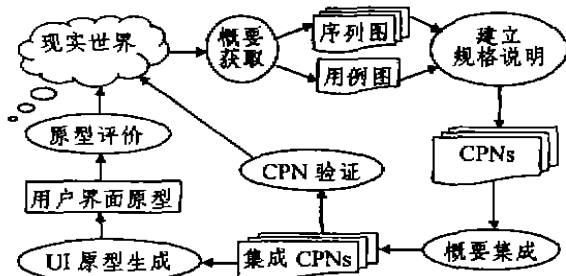 现实世界
概要
获取
序列图
用例图
建立
规格说明
原型评价
CPN 验证
CPNs
用户界面原型
UI 原型生成
集成 CPNs
概要集成